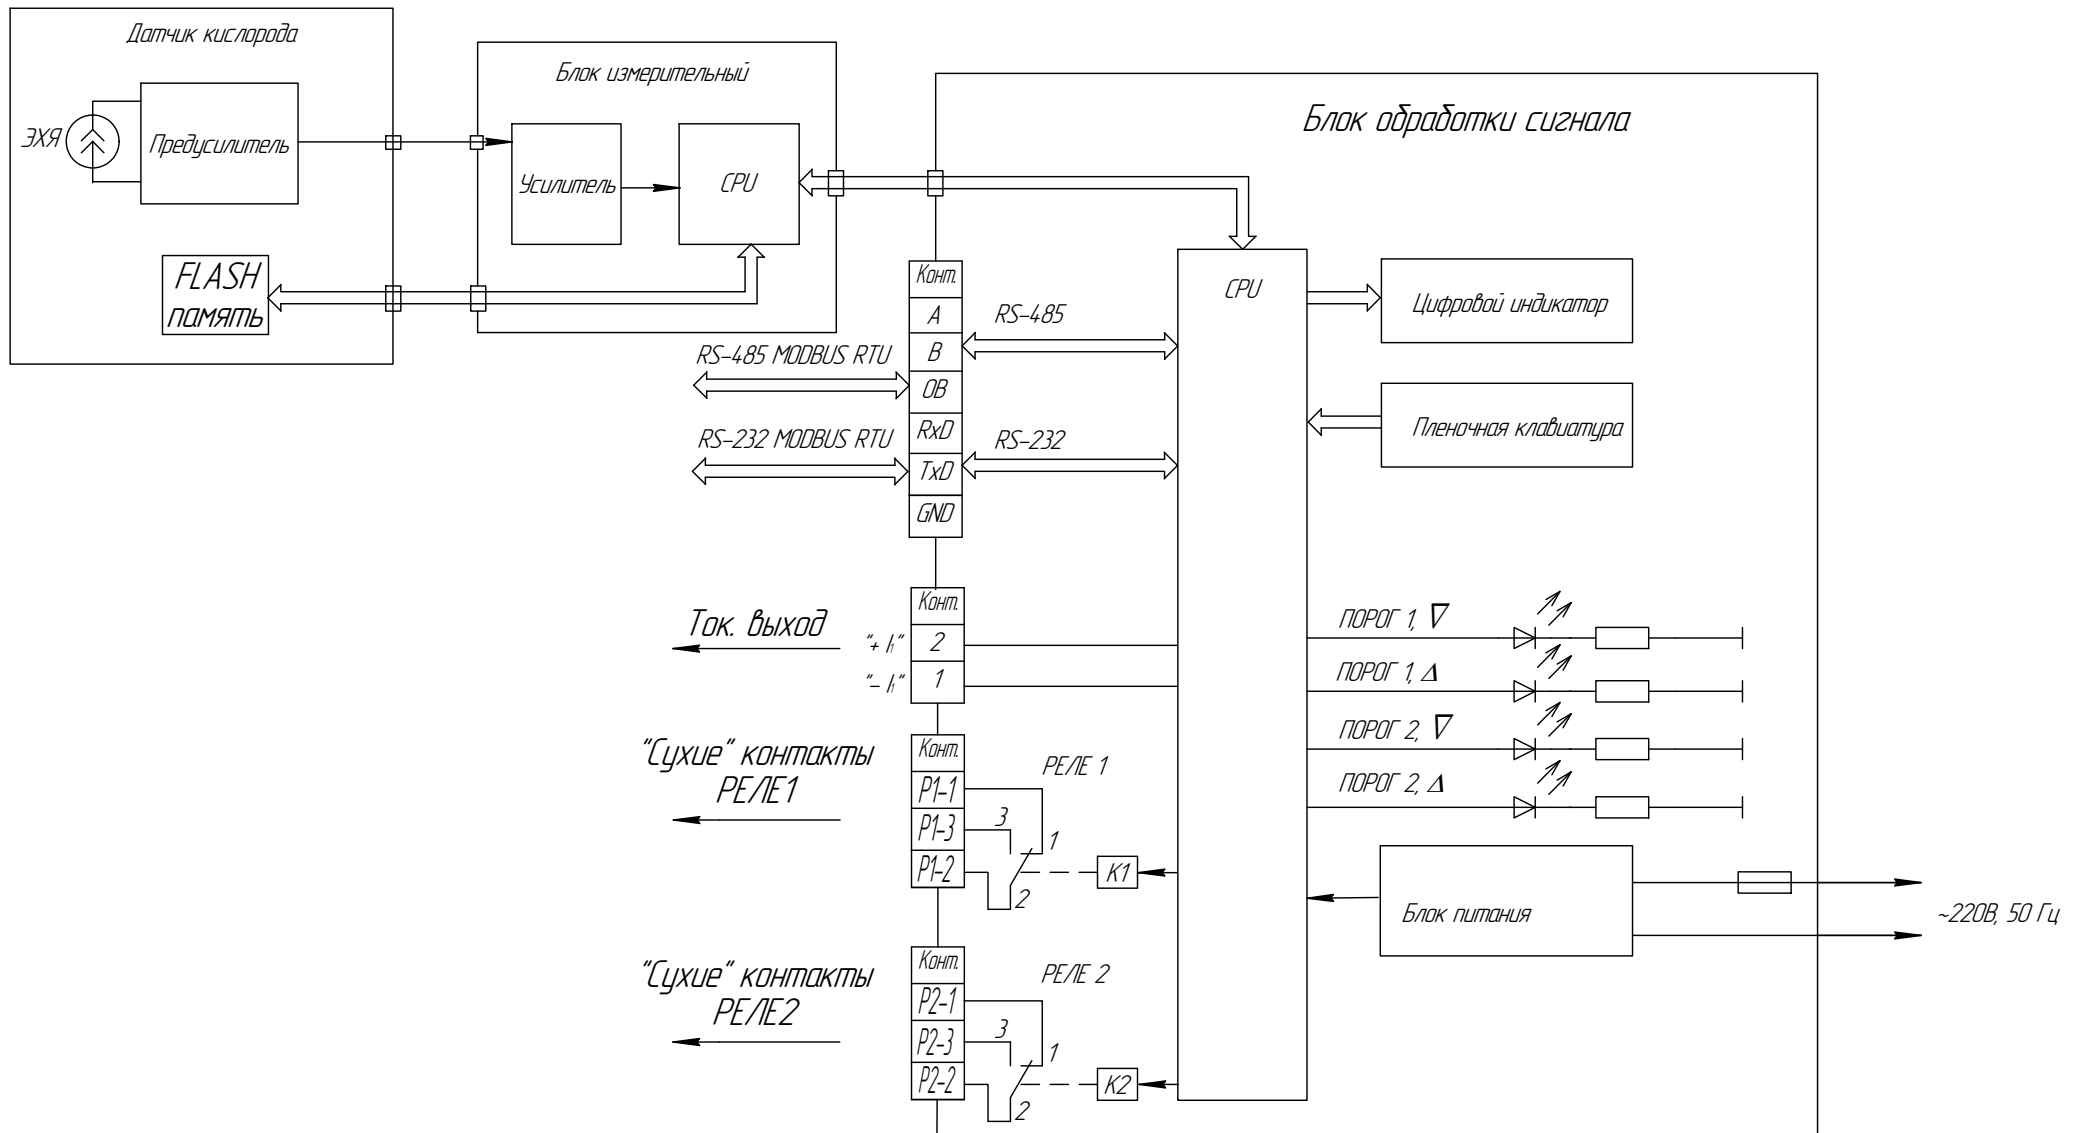 Датчик кислорода
ЭХЯ
Предусилитель
FLASH
память
Блок измерительный
Усилитель
CPU
Блок обработки сигнала
Конт.
A
B
OB
RxD
TxD
GND
RS-485 MODBUS RTU
RS-232 MODBUS RTU
RS-485
RS-232
CPU
Цифровой индикатор
Пленочная клавиатура
Ток. выход
"+ I1"
"- I1"
Конт.
2
1
ПОРОГ 1, ∇
ПОРОГ 1, Δ
ПОРОГ 2, ∇
ПОРОГ 2, Δ
"Сухие" контакты
РЕЛЕ1
Конт.
P1-1
P1-3
P1-2
РЕЛЕ 1
3
1
2
K1
Блок питания
~220В, 50 Гц
"Сухие" контакты
РЕЛЕ2
Конт.
P2-1
P2-3
P2-2
РЕЛЕ 2
3
1
2
K2